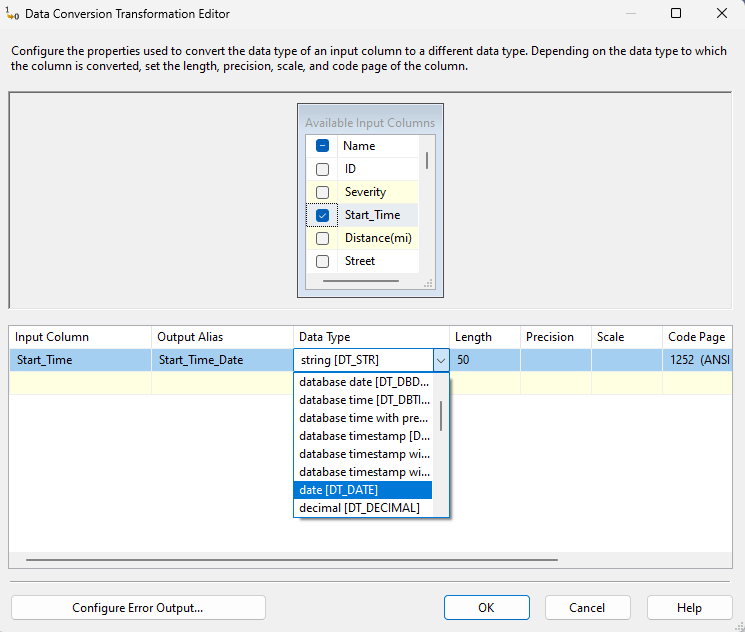 Data Conversion Transformation Editor
Configure the properties used to convert the data type of an input column to a different data type. Depending on the data type to which
the column is converted, set the length, precision, scale, and code page of the column.
Available Input Columns
Name
ID
Severity
Start_Time
Distance(mi)
Street
Input Column Output Alias Data Type Length Precision Scale Code Page
Start_Time Start_Time_Date string [DT_STR] 50 1252 (ANSI
database date [DT_DBD...
database time [DT_DBTI...
database time with pre...
database timestamp [D...
database timestamp wi...
database timestamp wi...
date [DT_DATE]
decimal [DT_DECIMAL]
Configure Error Output... OK Cancel Help